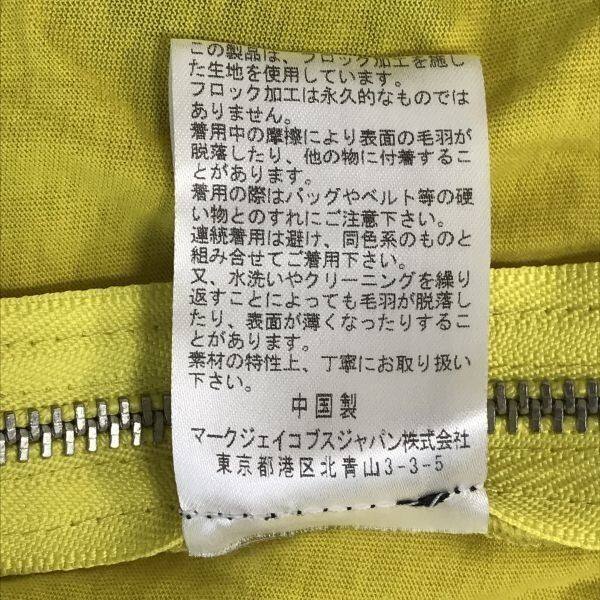 この製品は、フロック加工を施し
た生地を使用しています。
フロック加工は永久的なものでは
ありません。
着用中の摩擦により表面の毛羽が
脱落したり、他の物に付着するこ
とがあります。
着用の際はバッグやベルト等の硬
い物とのすれにご注意下さい。
連続着用は避け、同色系のものと
組み合せてご着用下さい。
又、水洗いやクリーニングを繰り
返すことによっても毛羽が脱落し
たり、表面が薄くなったりするこ
とがあります。
素材の特性上、丁寧にお取り扱い
下さい。
中国製
マークジェイコブスジャパン株式会社
東京都港区北青山3-3-5